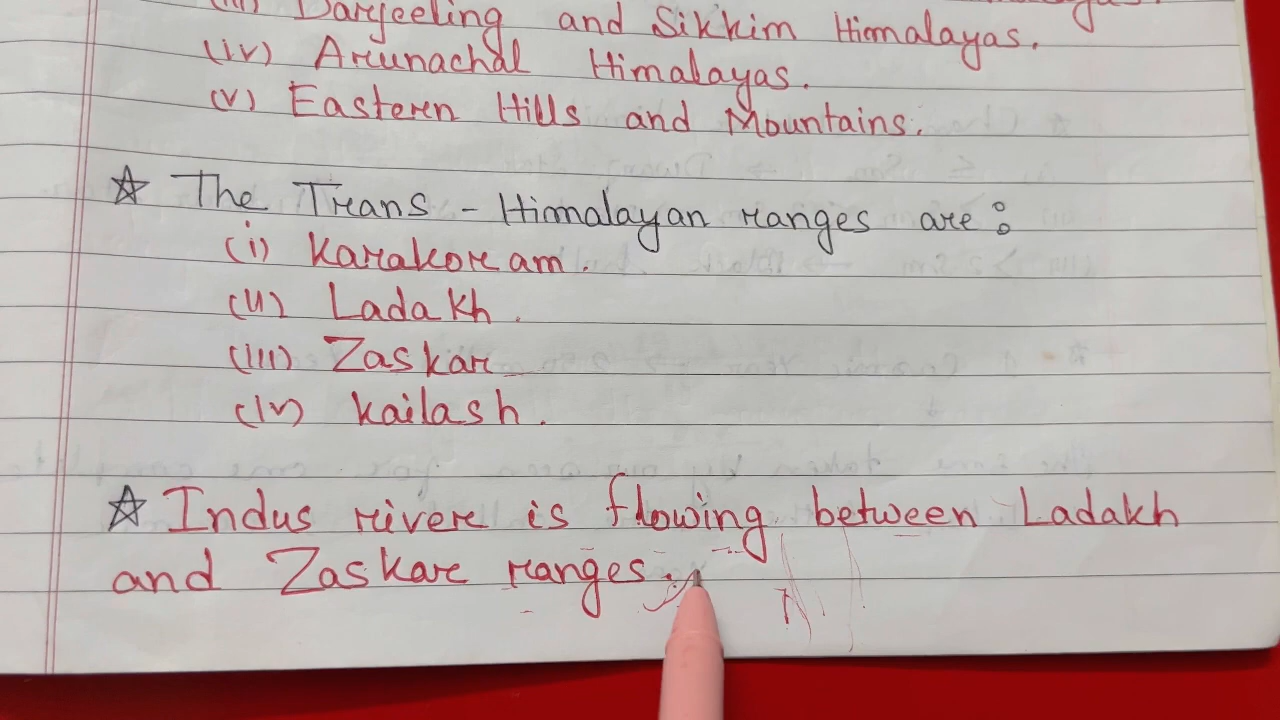 (iii) Darjeeling and Sikkim Himalayas.
(iv) Arunachal Himalayas.
(v) Eastern Hills and Mountains.
☆ The Trans - Himalayan ranges are:
(i) Karakoram.
(ii) Ladakh.
(iii) Zaskar
(iv) Kailash.
☆ Indus river is flowing between Ladakh
and Zaskar ranges.